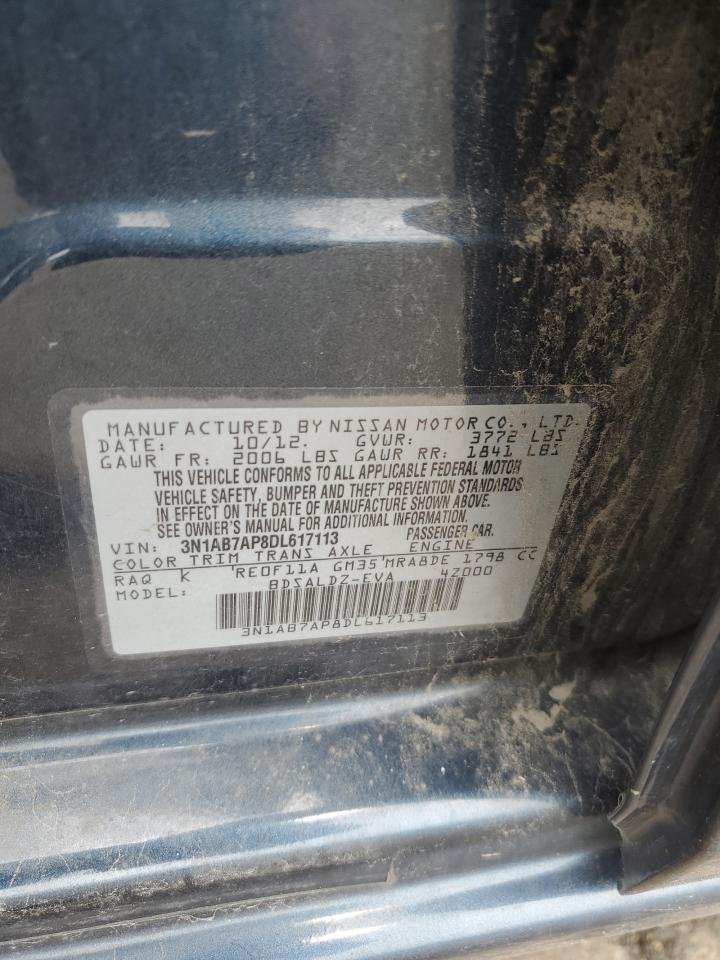 MANUFACTURED BY NISSAN MOTOR CO., LTD.
DATE: 10/12. GVWR: 3772 LBS
GAWR FR: 2006 LBS GAWR RR: 1841 LBS
THIS VEHICLE CONFORMS TO ALL APPLICABLE FEDERAL MOTOR
VEHICLE SAFETY, BUMPER AND THEFT PREVENTION STANDARDS
IN EFFECT ON THE DATE OF MANUFACTURE SHOWN ABOVE.
SEE OWNER'S MANUAL FOR ADDITIONAL INFORMATION
VIN: 3N1AB7AP8DL617113 PASSENGER CAR.
COLOR TRIM TRANS AXLE ENGINE
RAQ K RE0F11A GM35 MRA8DE 1798 CC
MODEL: BDSALDZ-EVA 42000
3N1AB7AP8DL617113